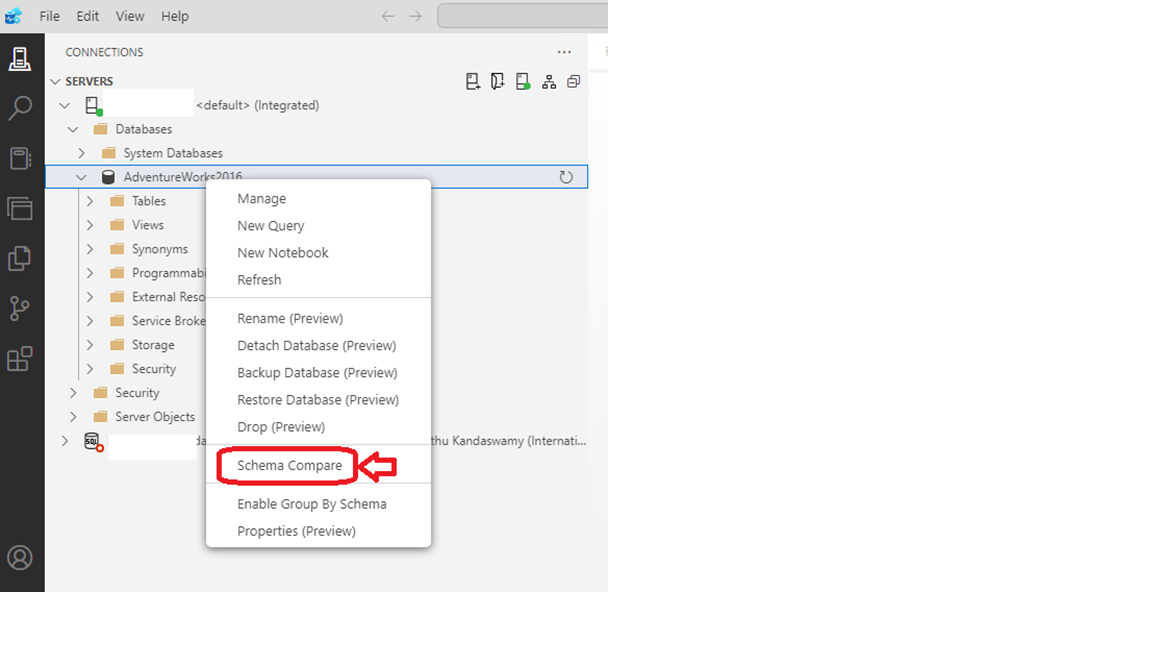 File Edit View Help
CONNECTIONS
SERVERS
<default> (Integrated)
Databases
System Databases
AdventureWorks2016
Tables
Views
Synonyms
Programmabi
External Reso
Service Broke
Storage
Security
Security
Server Objects
SQL
da
thu Kandaswamy (Internati...
Manage
New Query
New Notebook
Refresh
Rename (Preview)
Detach Database (Preview)
Backup Database (Preview)
Restore Database (Preview)
Drop (Preview)
Schema Compare
Enable Group By Schema
Properties (Preview)